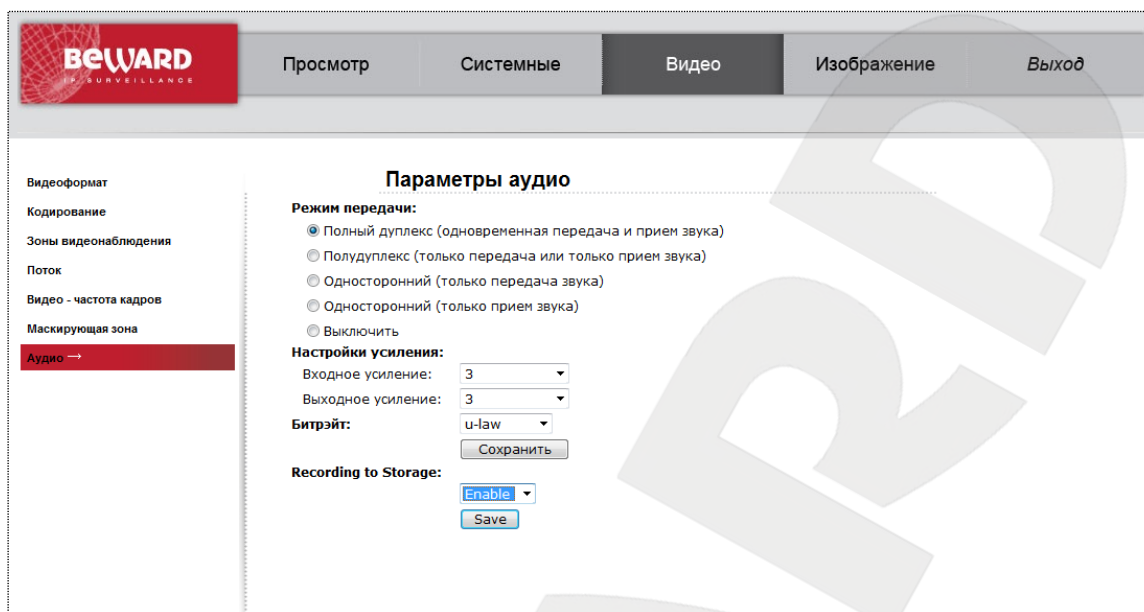 BEWARD
IP SURVEILLANCE
Просмотр
Системные
Видео
Изображение
Выход
Видеоформат
Кодирование
Зоны видеонаблюдения
Поток
Видео - частота кадров
Маскирующая зона
Аудио →
Параметры аудио
Режим передачи:
Полный дуплекс (одновременная передача и прием звука)
Полудуплекс (только передача или только прием звука)
Односторонний (только передача звука)
Односторонний (только прием звука)
Выключить
Настройки усиления:
Входное усиление: 3
Выходное усиление: 3
Битрэйт: u-law
Сохранить
Recording to Storage:
Enable
Save